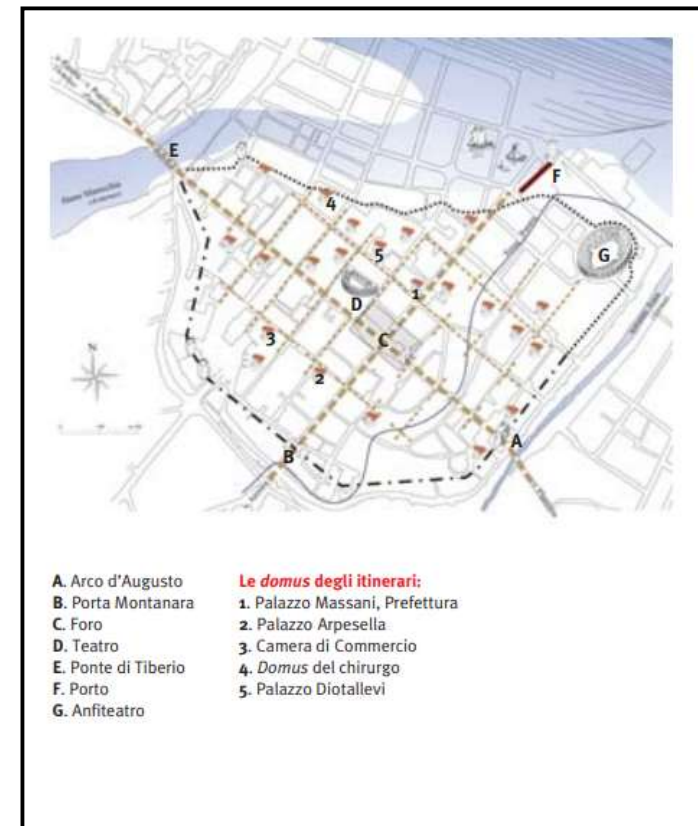 E
F
4
G
5
1
D
3
C
2
N
A
B
A. Arco d'Augusto
B. Porta Montanara
C. Foro
D. Teatro
E. Ponte di Tiberio
F. Porto
G. Anfiteatro
Le domus degli itinerari:
1. Palazzo Massani, Prefettura
2. Palazzo Arpesella
3. Camera di Commercio
4. Domus del chirurgo
5. Palazzo Diotallevi